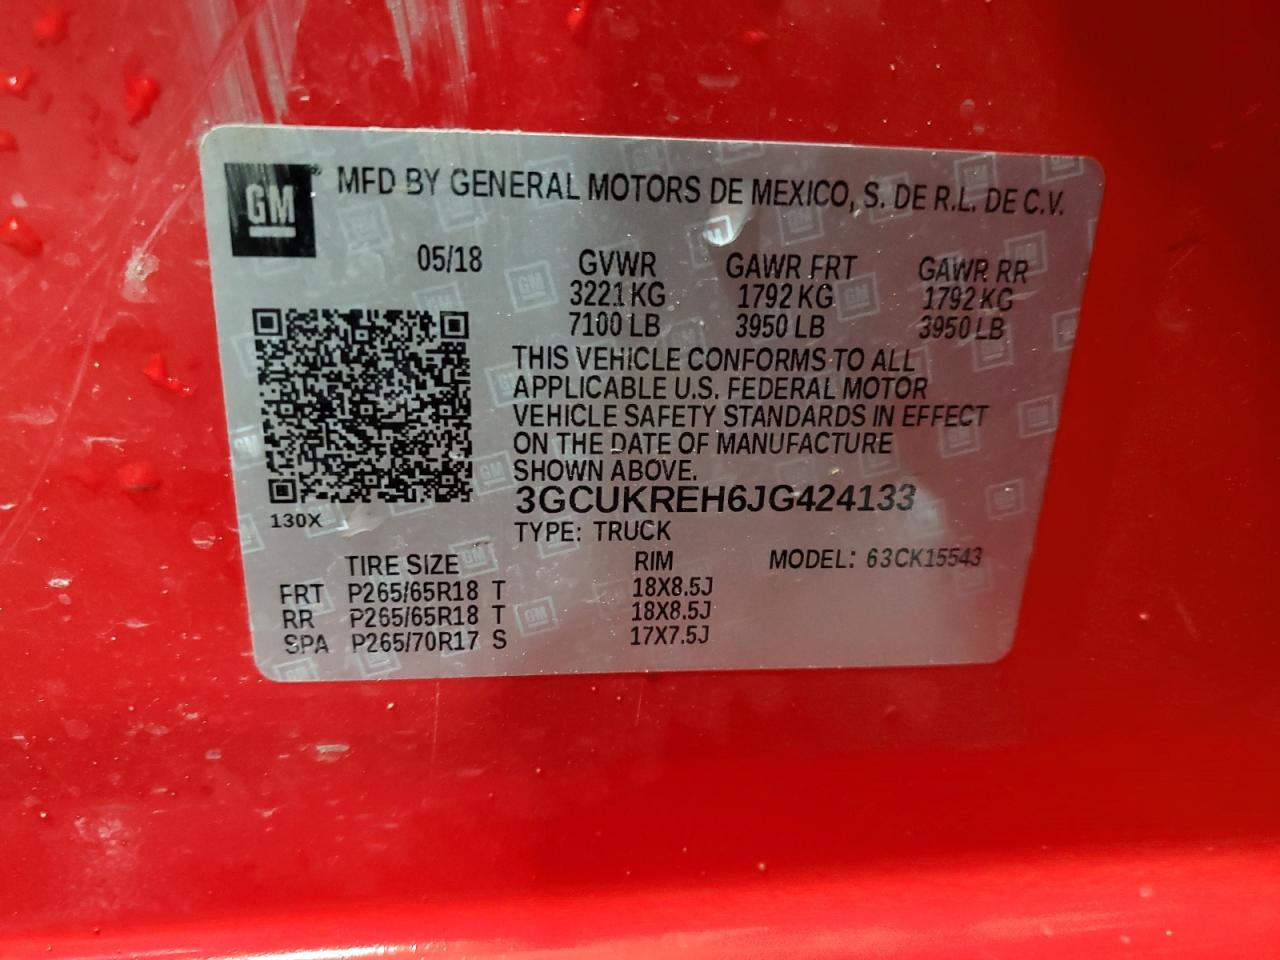 GM ® MFD BY GENERAL MOTORS DE MEXICO, S. DE R.L. DE C.V.
05/18 GVWR GAWR FRT GAWR RR
3221 KG 1792 KG 1792 KG
7100 LB 3950 LB 3950 LB
THIS VEHICLE CONFORMS TO ALL
APPLICABLE U.S. FEDERAL MOTOR
VEHICLE SAFETY STANDARDS IN EFFECT
ON THE DATE OF MANUFACTURE
SHOWN ABOVE.
3GCUKREH6JG424133
130X
TYPE: TRUCK
TIRE SIZE RIM MODEL: 63CK15543
FRT P265/65R18 T 18X8.5J
RR P265/65R18 T 18X8.5J
SPA P265/70R17 S 17X7.5J